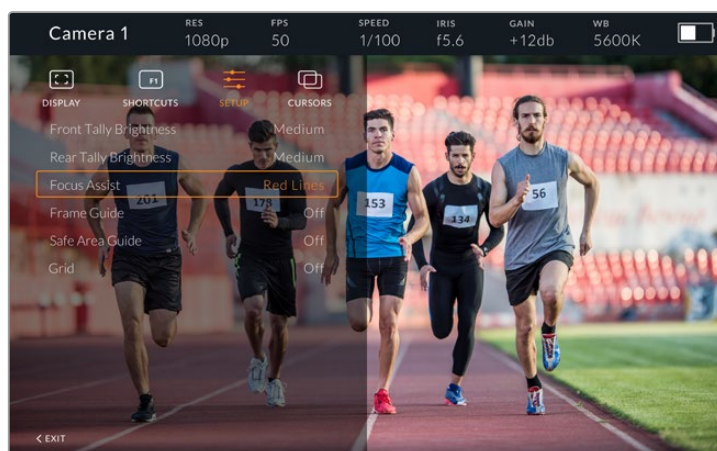 Camera 1
RES
1080p
FPS
50
SPEED
1/100
IRIS
f5.6
GAIN
+12db
WB
5600K
F1
DISPLAY
SHORTCUTS
SETUP
CURSORS
Front Tally Brightness Medium
Rear Tally Brightness Medium
Focus Assist Red Lines
Frame Guide Off
Safe Area Guide Off
Grid Off
201
178
153
134
56
< EXIT